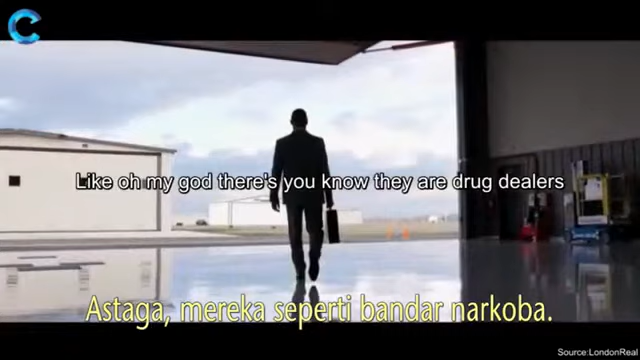 Like oh my god there's you know they are drug dealers
Astaga, mereka seperti bandar narkoba.
Source:LondonReal